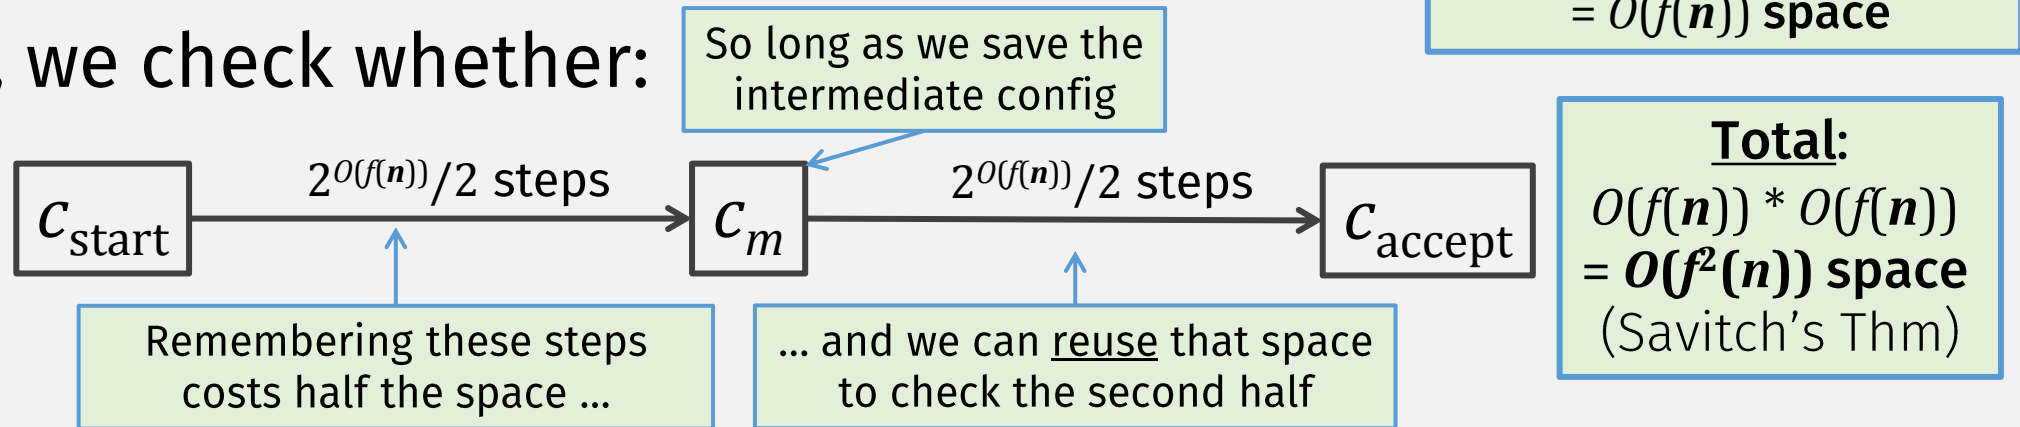 , we check whether:
So long as we save the
intermediate config
= O(f(n)) space
c_start
2^{O(f(n))}/2 steps
c_m
2^{O(f(n))}/2 steps
c_accept
Total:
O(f(n)) * O(f(n))
= O(f²(n)) space
(Savitch's Thm)
Remembering these steps
costs half the space ...
... and we can reuse that space
to check the second half